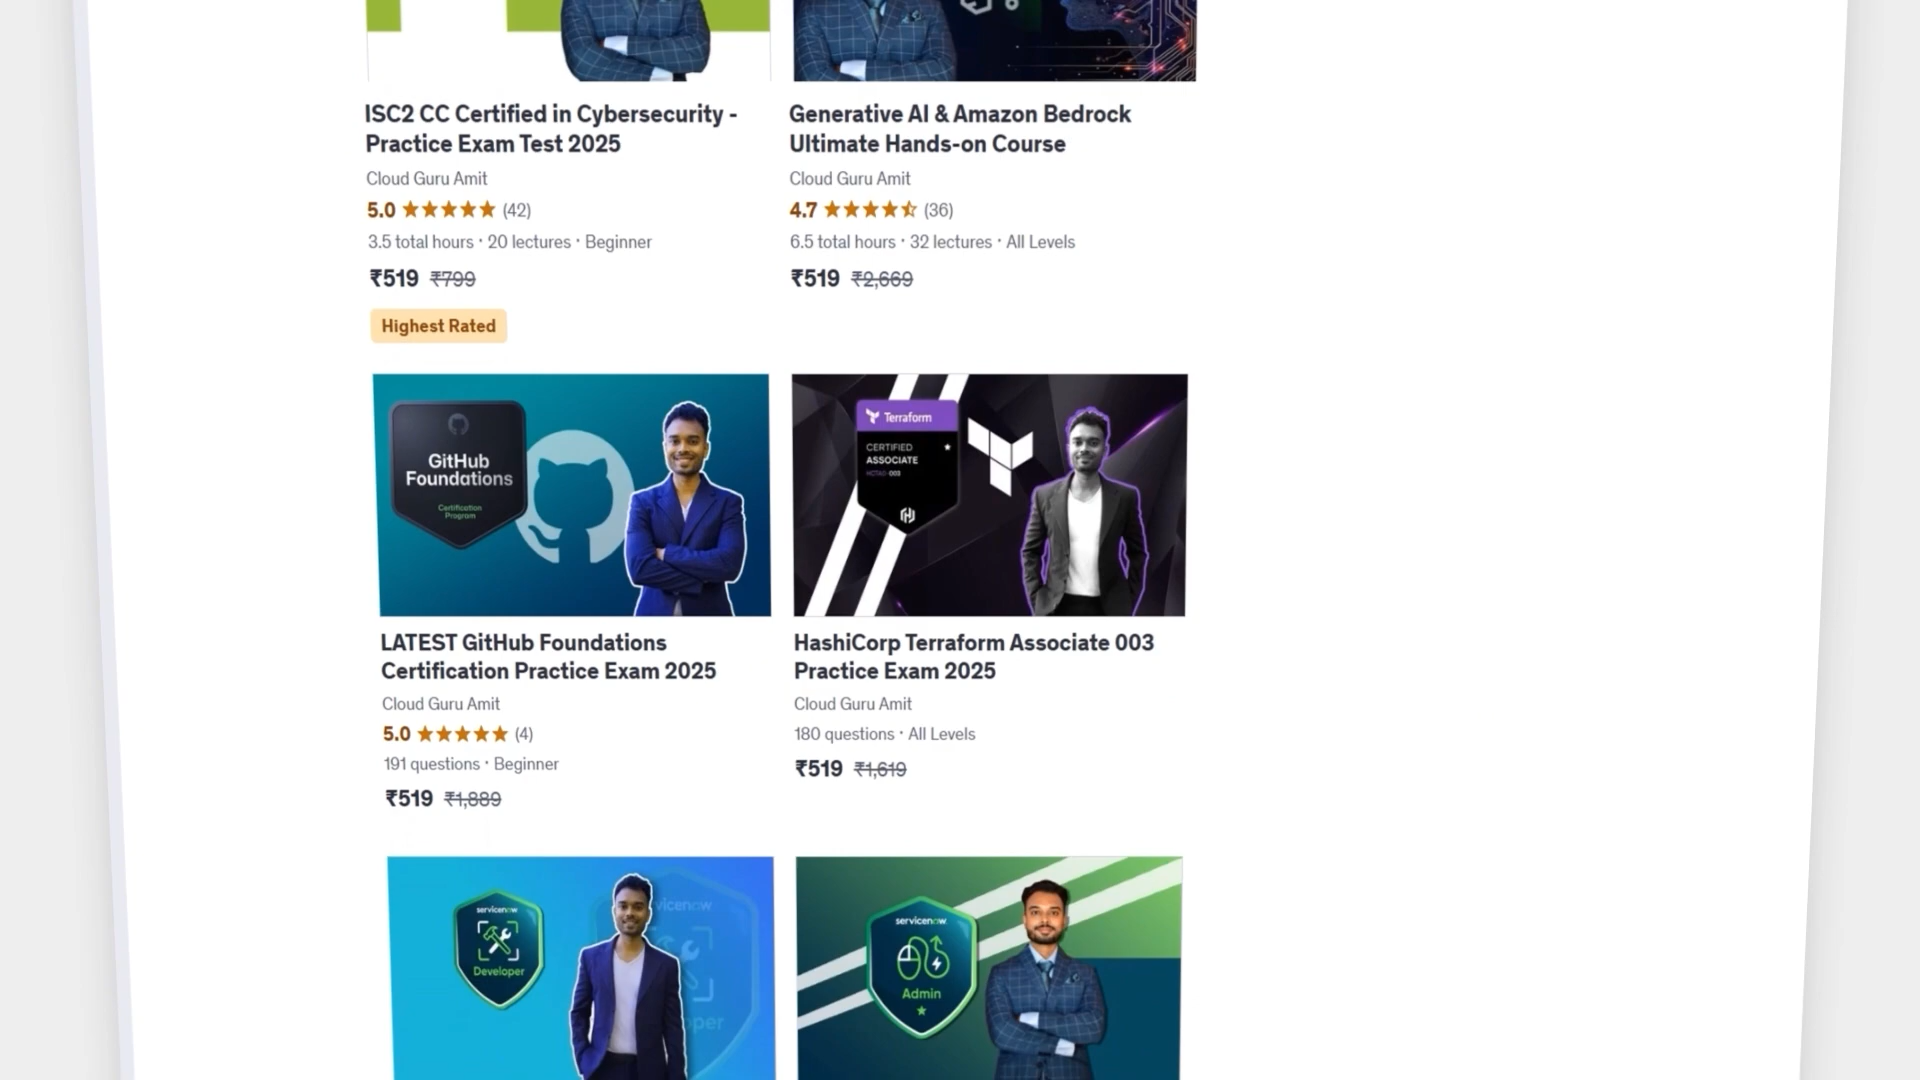 ISC2 CC Certified in Cybersecurity -
Practice Exam Test 2025
Cloud Guru Amit
5.0 ★★★★★ (42)
3.5 total hours · 20 lectures · Beginner
₹519 ₹799
Highest Rated
Generative AI & Amazon Bedrock
Ultimate Hands-on Course
Cloud Guru Amit
4.7 (36)
6.5 total hours · 32 lectures · All Levels
₹519 ₹2,669
GitHub
Foundations
Certification
Program
LATEST GitHub Foundations
Certification Practice Exam 2025
Cloud Guru Amit
5.0 ★★★★★ (4)
191 questions · Beginner
₹519 ₹1,889
Terraform
CERTIFIED
ASSOCIATE
HCTA0-003
HashiCorp Terraform Associate 003
Practice Exam 2025
Cloud Guru Amit
180 questions · All Levels
₹519 ₹1,619
servicenow
Developer
servicenow
Admin